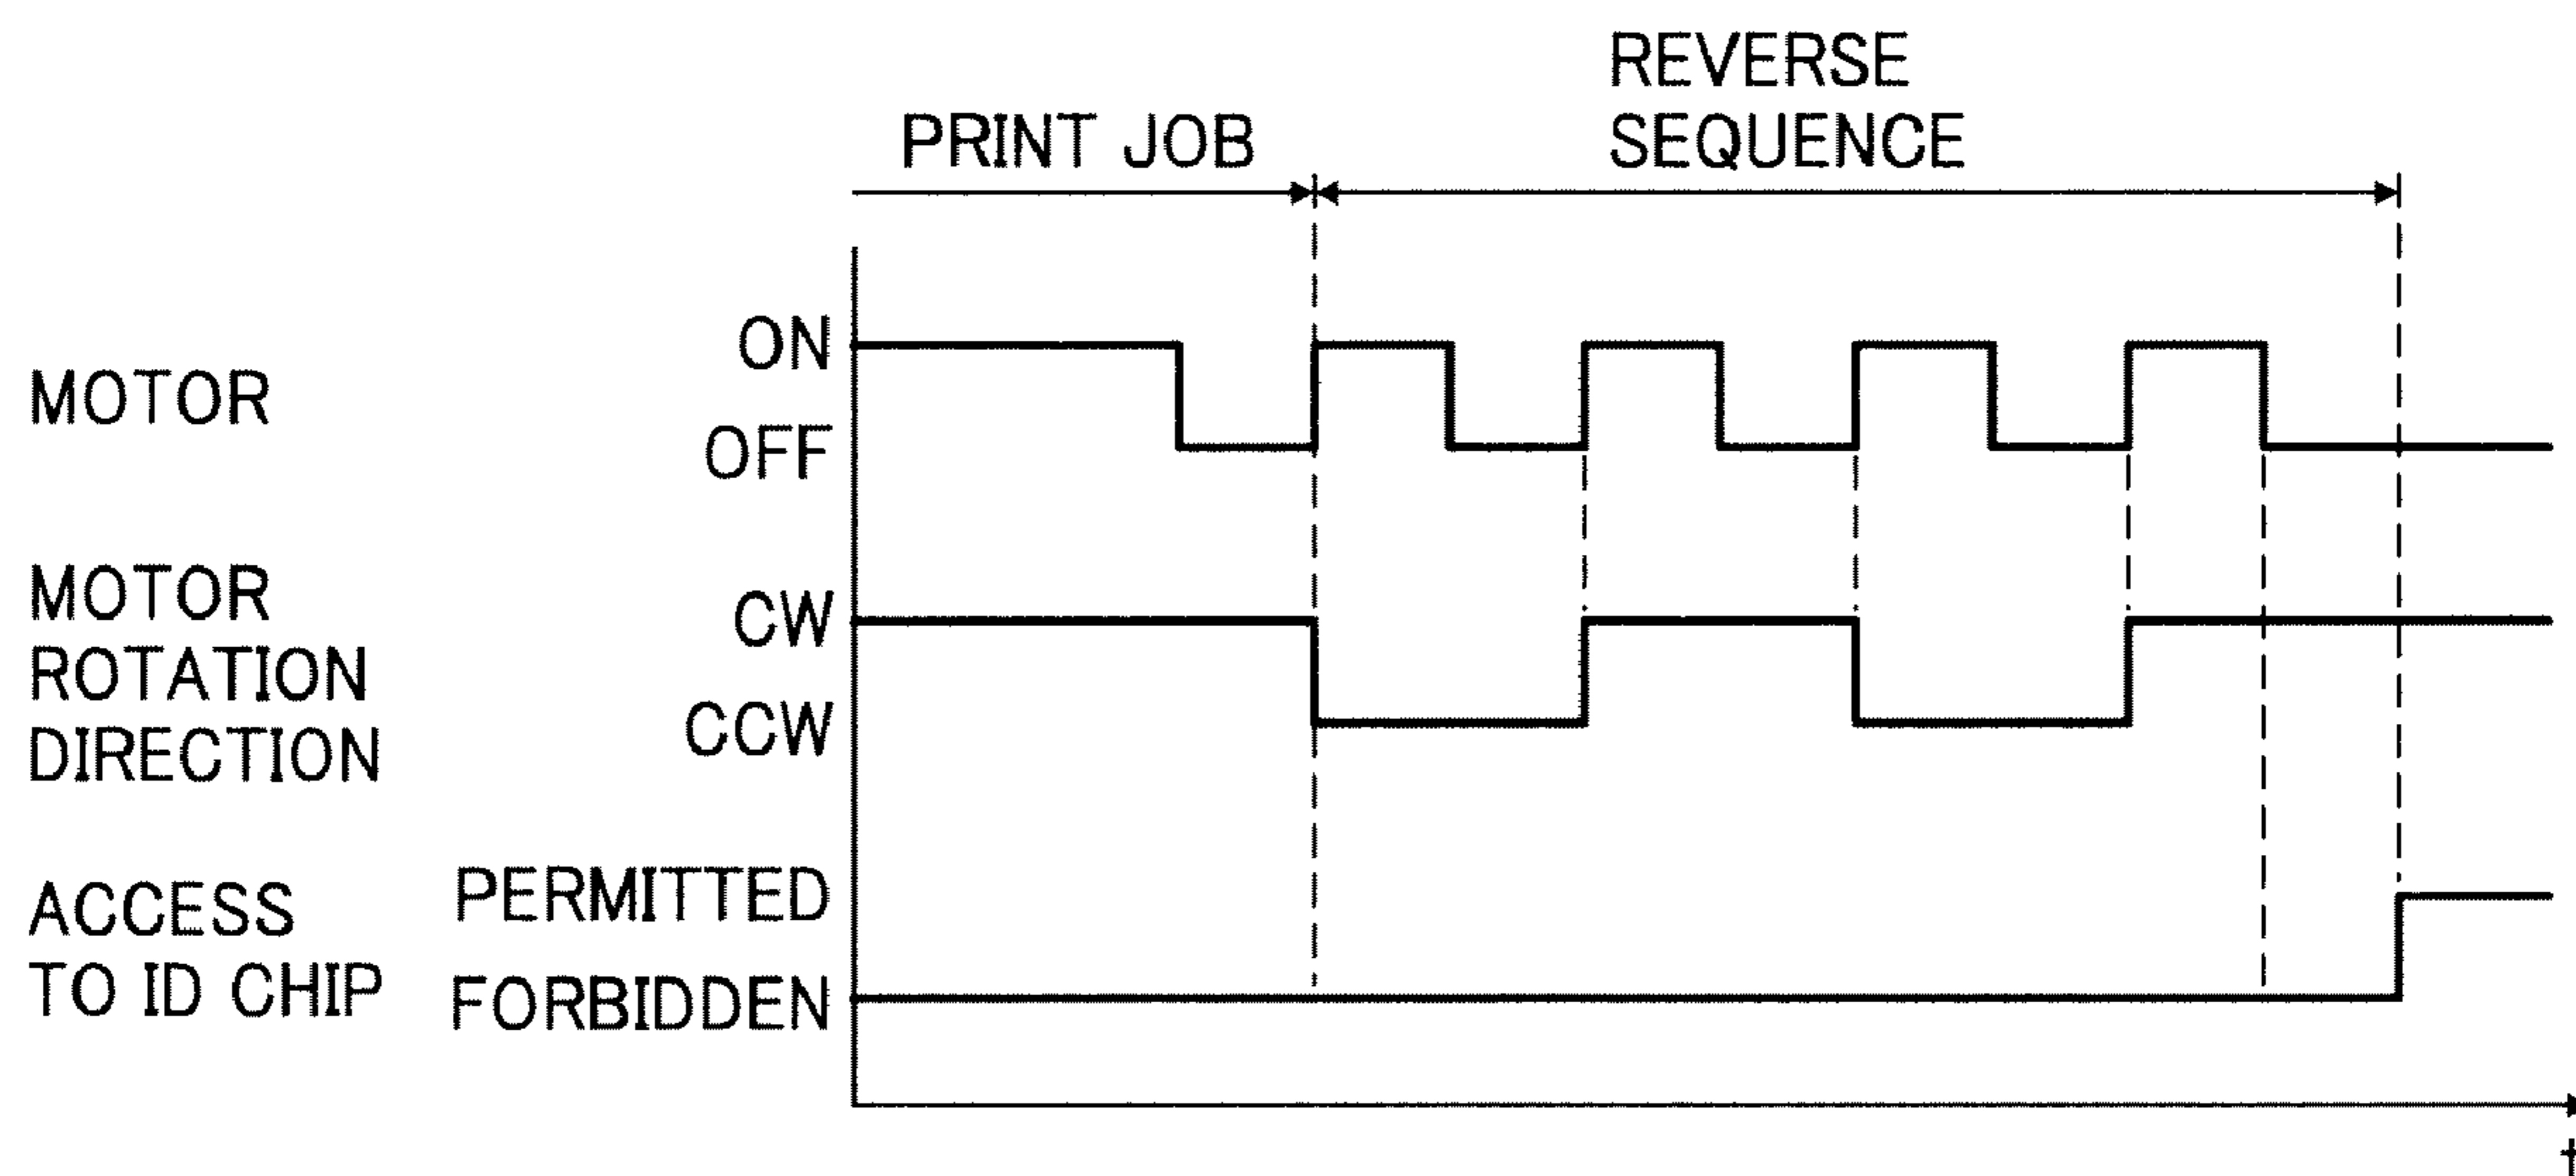 REVERSE
SEQUENCE
PRINT JOB
ON
MOTOR
OFF
MOTOR
ROTATION
DIRECTION
CW
CCW
ACCESS
TO ID CHIP
PERMITTED
FORBIDDEN